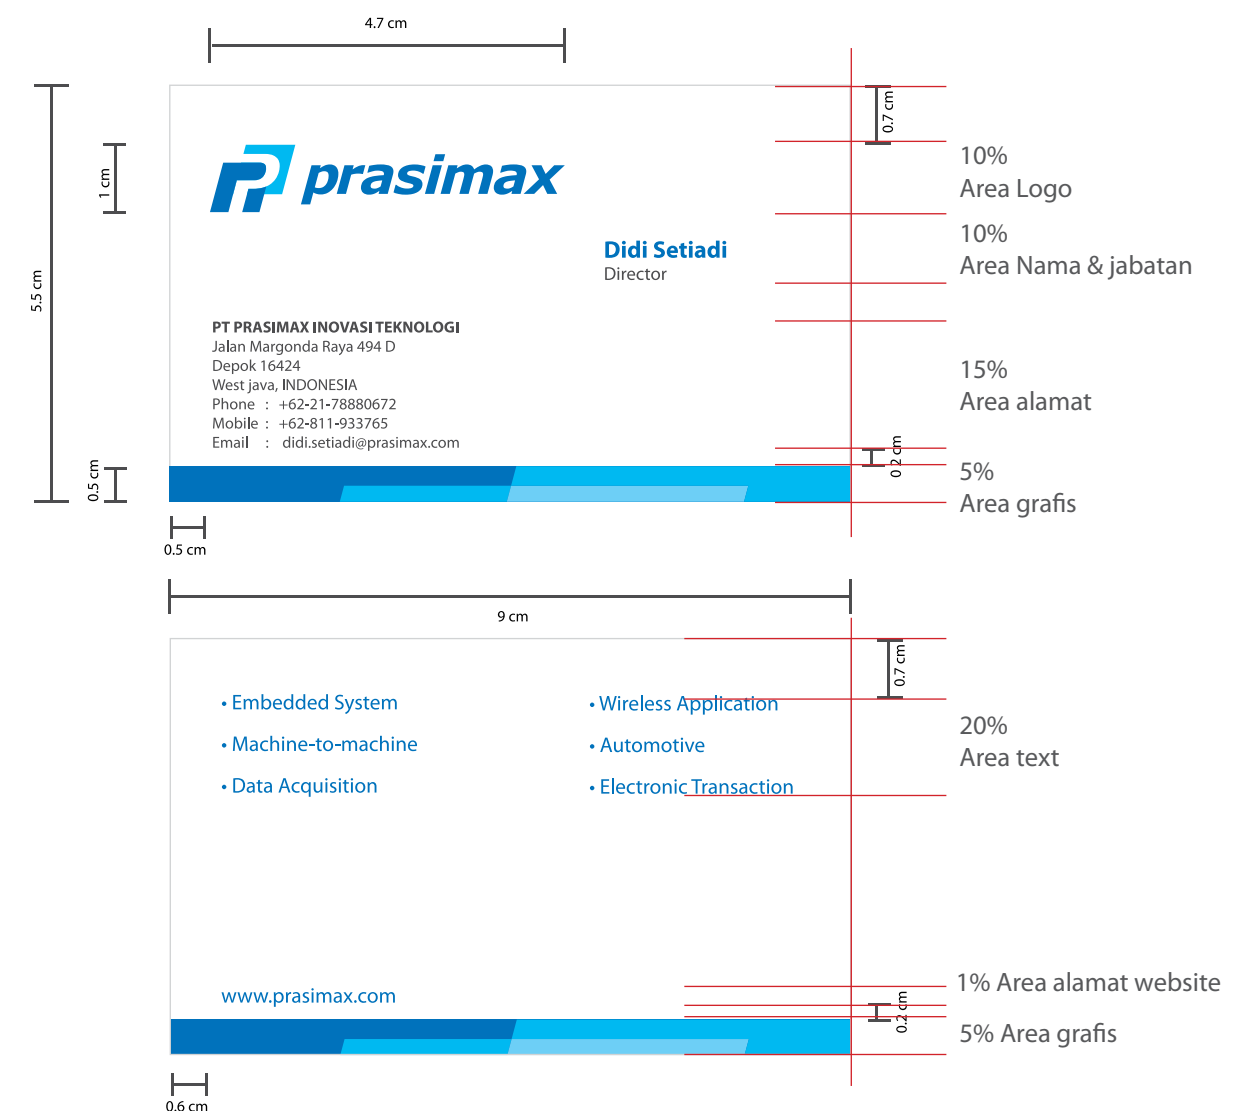 4.7 cm
0.7 cm
10%
Area Logo
1 cm
prasimax
10%
Area Nama & jabatan
Didi Setiadi
Director
5.5 cm
PT PRASIMAX INOVASI TEKNOLOGI
Jalan Margonda Raya 494 D
Depok 16424
West java, INDONESIA
Phone : +62-21-78880672
Mobile : +62-811-933765
Email : didi.setiadi@prasimax.com
15%
Area alamat
0.2 cm
0.5 cm
5%
Area grafis
0.5 cm
9 cm
0.7 cm
• Embedded System
• Machine-to-machine
• Data Acquisition
• Wireless Application
• Automotive
• Electronic Transaction
20%
Area text
www.prasimax.com
1% Area alamat website
0.2 cm
5% Area grafis
0.6 cm